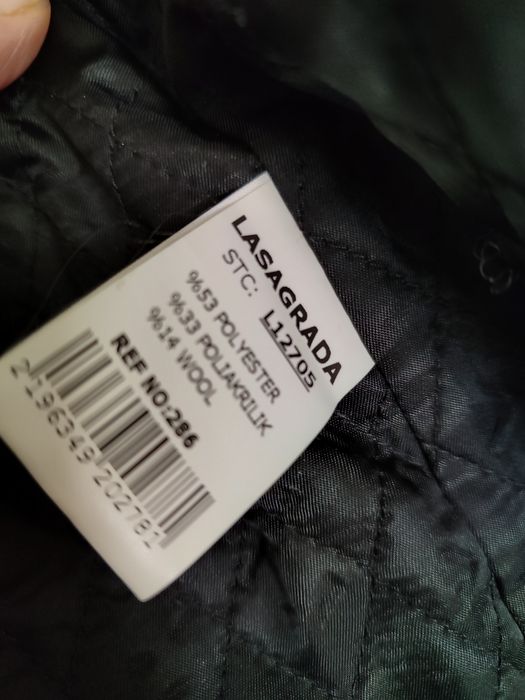 LASAGRADA
STC: L12705
%53 POLYESTER
%33 POLIAKRILIK
%14 WOOL
REF NO:286
2196349202781